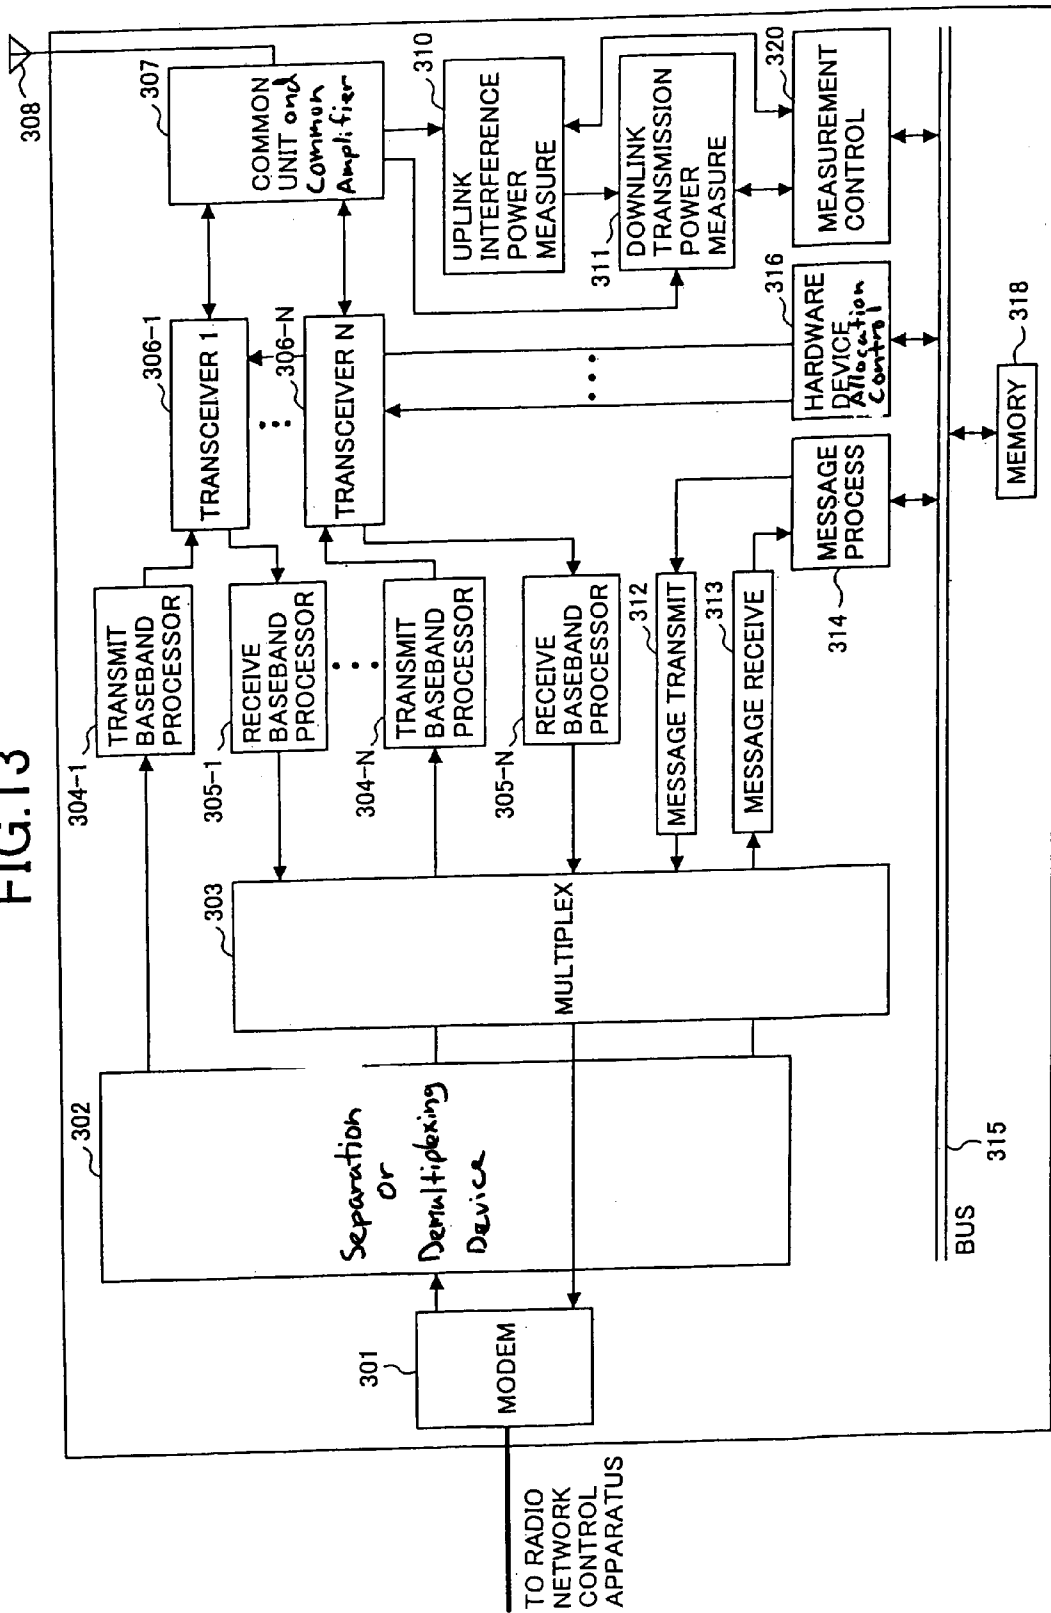 FIG.13
308
307
COMMON
UNIT and
Common
Amplifier
310
UPLINK
INTERFERENCE
POWER
MEASURE
311
DOWNLINK
TRANSMISSION
POWER
MEASURE
320
MEASUREMENT
CONTROL
306-1
TRANSCEIVER 1
306-N
TRANSCEIVER N
316
HARDWARE
DEVICE
Allocation
Control
318
MEMORY
304-1
TRANSMIT
BASEBAND
PROCESSOR
305-1
RECEIVE
BASEBAND
PROCESSOR
304-N
TRANSMIT
BASEBAND
PROCESSOR
305-N
RECEIVE
BASEBAND
PROCESSOR
312
MESSAGE TRANSMIT
313
MESSAGE RECEIVE
314
MESSAGE
PROCESS
303
MULTIPLEX
302
Separation
or
Demultiplexing
Device
301
MODEM
315
BUS
TO RADIO
NETWORK
CONTROL
APPARATUS